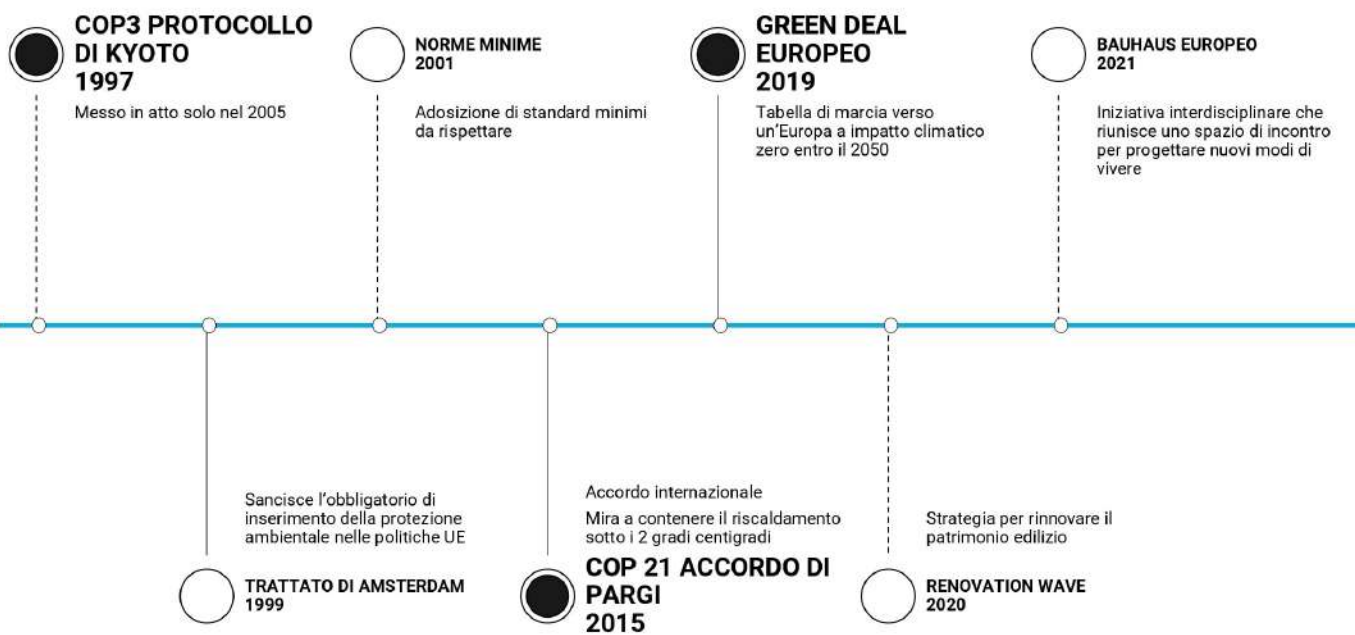 COP3 PROTOCOLLO
DI KYOTO
1997
Messo in atto solo nel 2005
NORME MINIME
2001
Adosizione di standard minimi
da rispettare
GREEN DEAL
EUROPEO
2019
Tabella di marcia verso
un'Europa a impatto climatico
zero entro il 2050
BAUHAUS EUROPEO
2021
Iniziativa interdisciplinare che
riunisce uno spazio di incontro
per progettare nuovi modi di
vivere
Sancisce l'obbligatorio di
inserimento della protezione
ambientale nelle politiche UE
TRATTATO DI AMSTERDAM
1999
Accordo internazionale
Mira a contenere il riscaldamento
sotto i 2 gradi centigradi
COP 21 ACCORDO DI
PARGI
2015
Strategia per rinnovare il
patrimonio edilizio
RENOVATION WAVE
2020